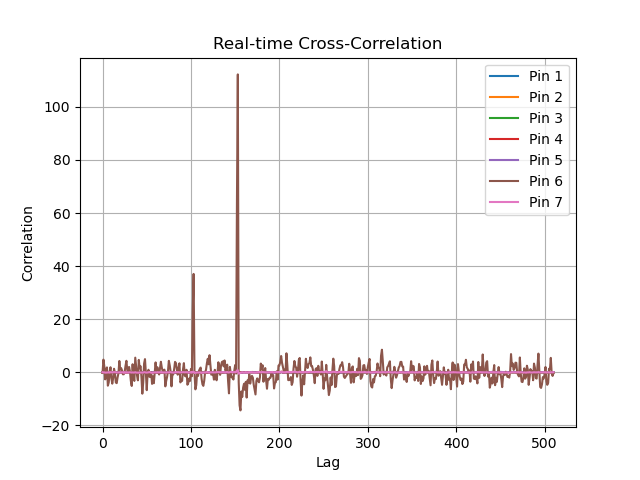 Real-time Cross-Correlation
Pin 1
Pin 2
Pin 3
Pin 4
Pin 5
Pin 6
Pin 7
100
80
60
40
20
0
−20
Correlation
0 100 200 300 400 500
Lag